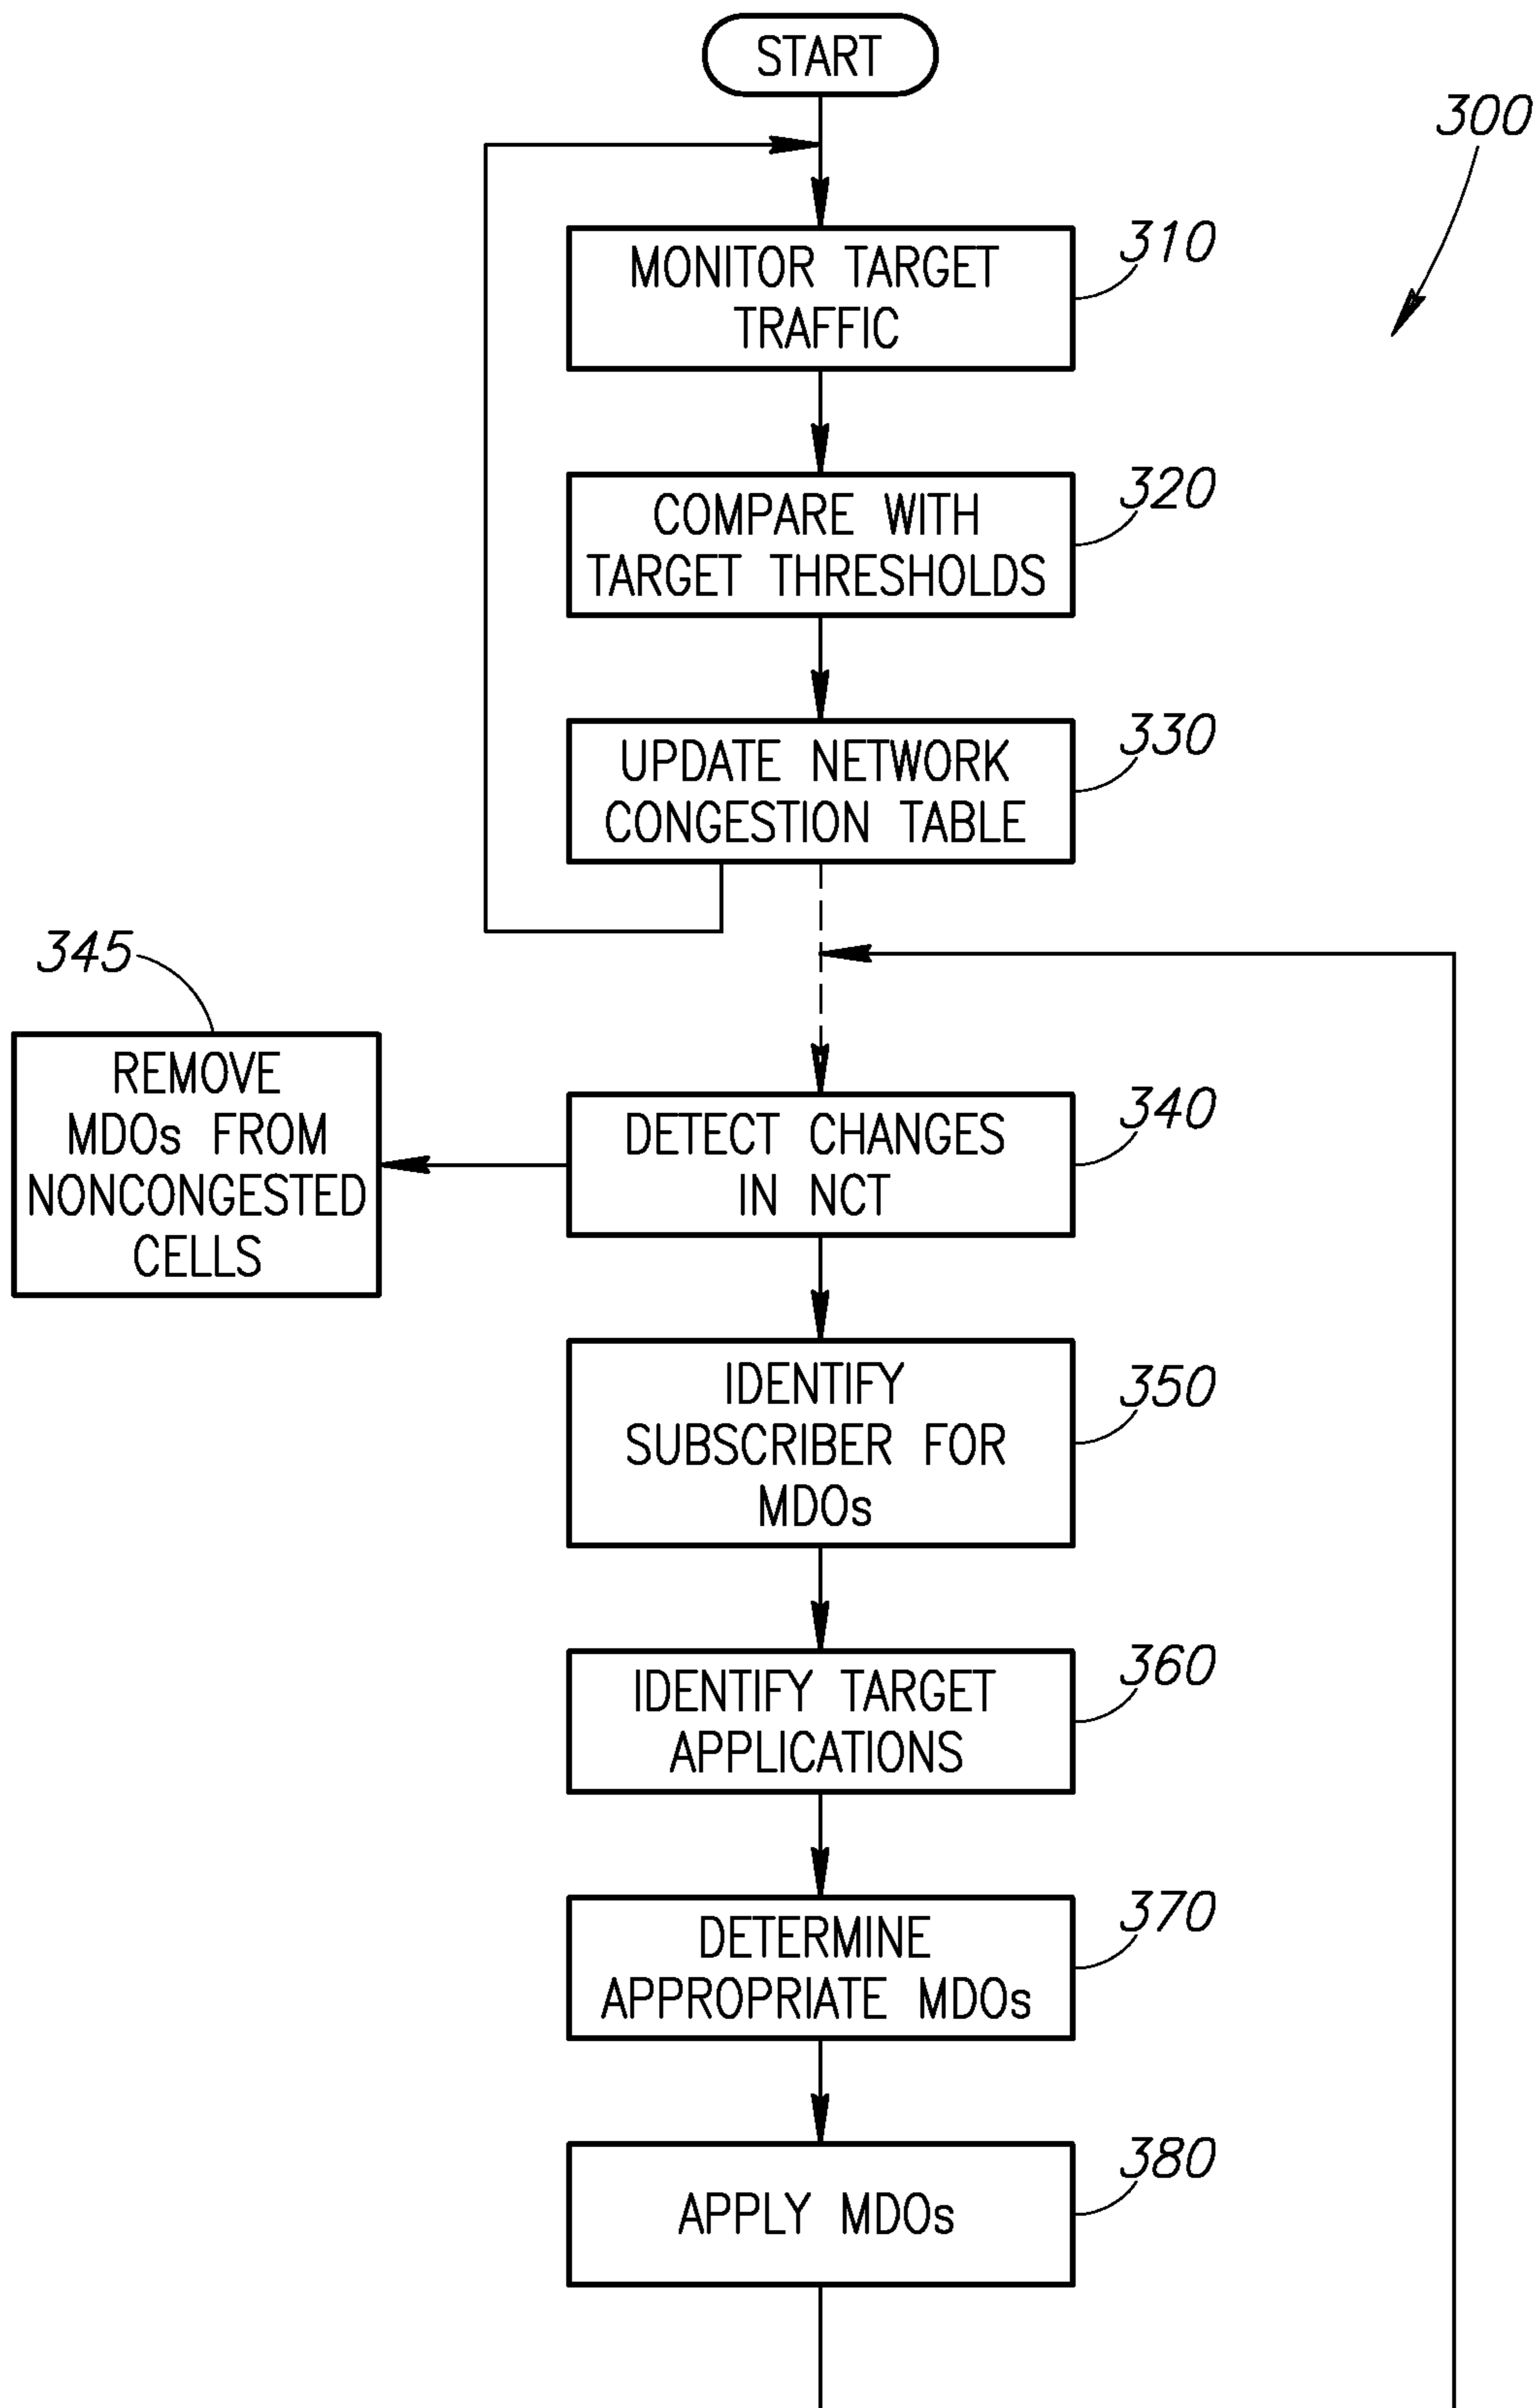 START
300
310
MONITOR TARGET
TRAFFIC
320
COMPARE WITH
TARGET THRESHOLDS
330
UPDATE NETWORK
CONGESTION TABLE
345
REMOVE
MDOs FROM
NONCONGESTED
CELLS
340
DETECT CHANGES
IN NCT
350
IDENTIFY
SUBSCRIBER FOR
MDOs
360
IDENTIFY TARGET
APPLICATIONS
370
DETERMINE
APPROPRIATE MDOs
380
APPLY MDOs